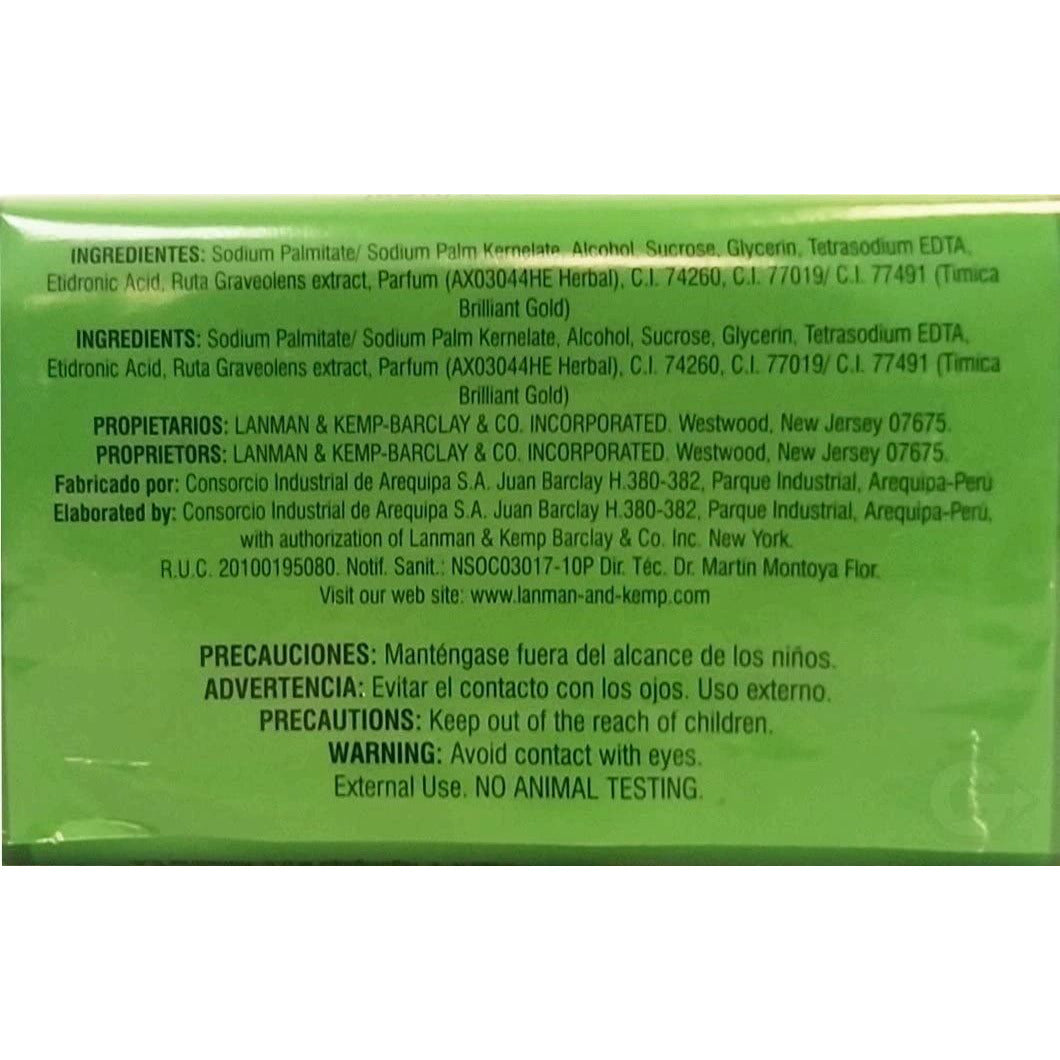 INGREDIENTES: Sodium Palmitate/ Sodium Palm Kernelate, Alcohol, Sucrose, Glycerin, Tetrasodium EDTA,
Etidronic Acid, Ruta Graveolens extract, Parfum (AX03044HE Herbal), C.I. 74260, C.I. 77019/ C.I. 77491 (Timica
Brilliant Gold)
INGREDIENTS: Sodium Palmitate/ Sodium Palm Kernelate, Alcohol, Sucrose, Glycerin, Tetrasodium EDTA,
Etidronic Acid, Ruta Graveolens extract, Parfum (AX03044HE Herbal), C.I. 74260, C.I. 77019/ C.I. 77491 (Timica
Brilliant Gold)
PROPIETARIOS: LANMAN & KEMP-BARCLAY & CO. INCORPORATED. Westwood, New Jersey 07675.
PROPRIETORS: LANMAN & KEMP-BARCLAY & CO. INCORPORATED. Westwood, New Jersey 07675.
Fabricado por: Consorcio Industrial de Arequipa S.A. Juan Barclay H.380-382, Parque Industrial, Arequipa-Perú
Elaborated by: Consorcio Industrial de Arequipa S.A. Juan Barclay H.380-382, Parque Industrial, Arequipa-Perú,
with authorization of Lanman & Kemp Barclay & Co. Inc. New York.
R.U.C. 20100195080. Notif. Sanit.: NSOC03017-10P Dir. Téc. Dr. Martín Montoya Flor.
Visit our web site: www.lanman-and-kemp.com
PRECAUCIONES: Manténgase fuera del alcance de los niños.
ADVERTENCIA: Evitar el contacto con los ojos. Uso externo.
PRECAUTIONS: Keep out of the reach of children.
WARNING: Avoid contact with eyes.
External Use. NO ANIMAL TESTING.